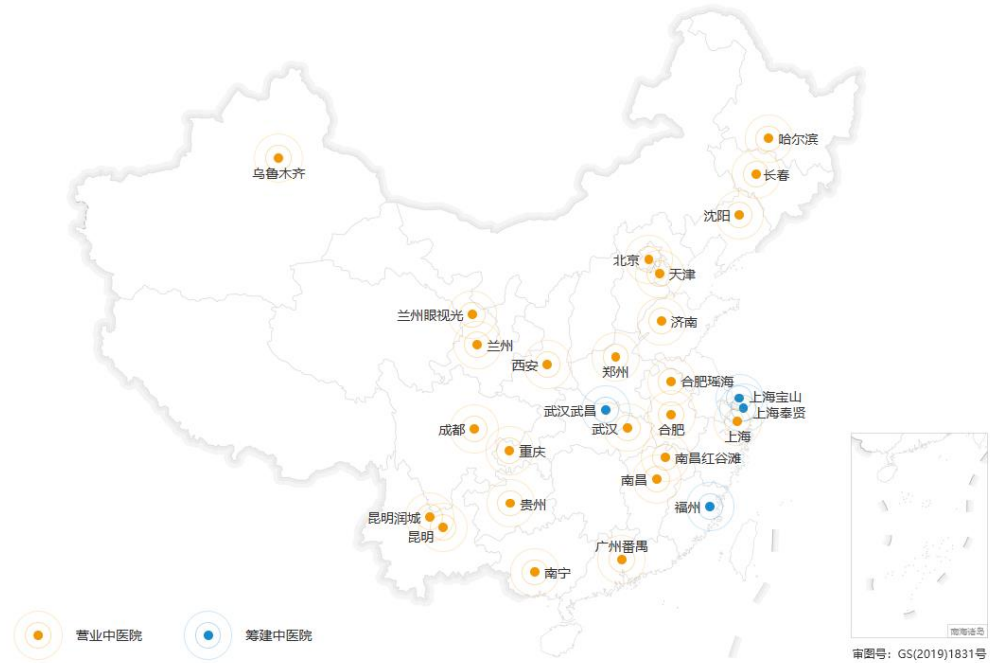 哈尔滨
乌鲁木齐
长春
沈阳
北京
天津
兰州眼视光
济南
兰州
西安
郑州
合肥瑶海
上海宝山
武汉武昌
上海奉贤
成都
武汉
合肥
上海
重庆
南昌红谷滩
南昌
贵州
福州
昆明润城
昆明
广州番禺
南宁
营业中医院
筹建中医院
南海诸岛
审图号：GS(2019)1831号